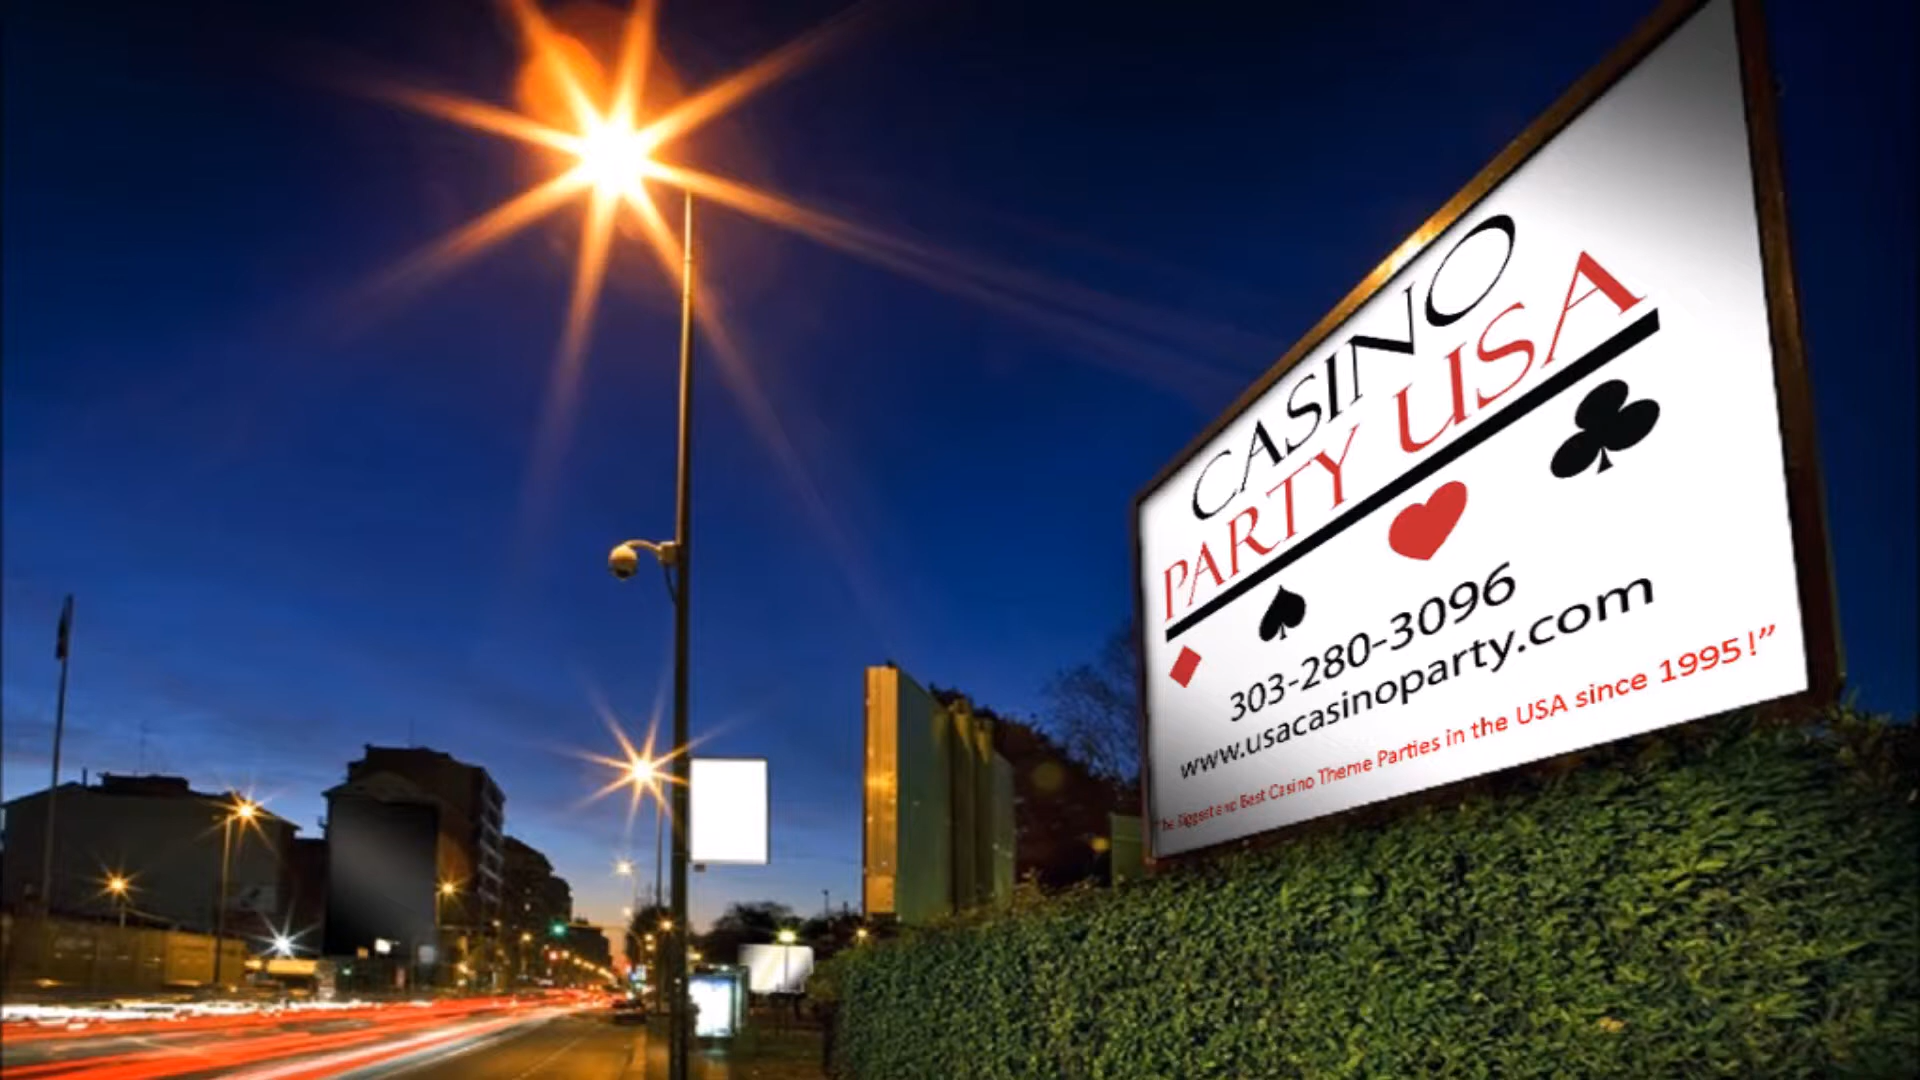 CASINO
PARTY USA
303-280-3096
www.usacasinoparty.com
he Biggest and Best Casino Theme Parties in the USA since 1995!”